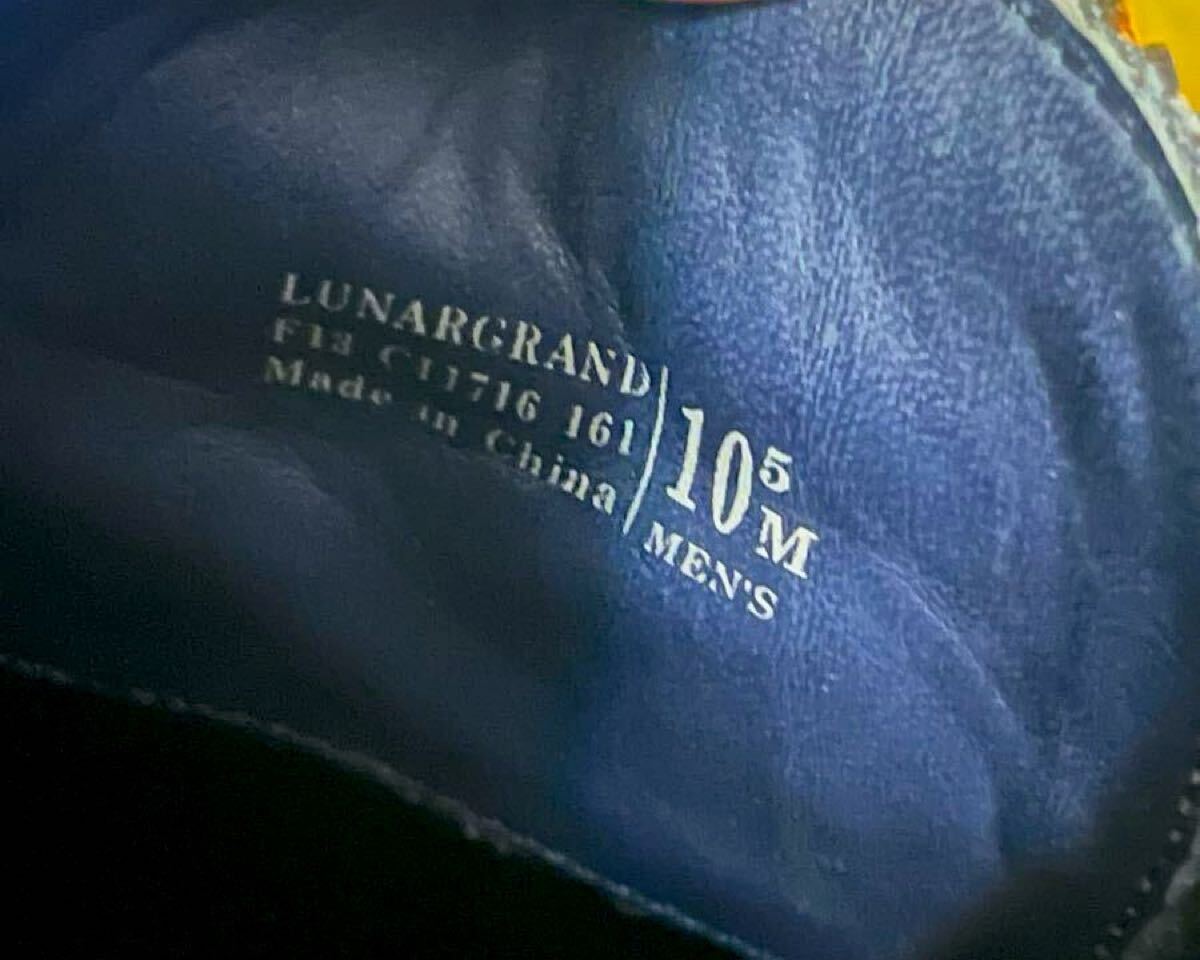 LUNARGRAND
F13 C11716 161
Made in China
10⁵ M
MEN'S